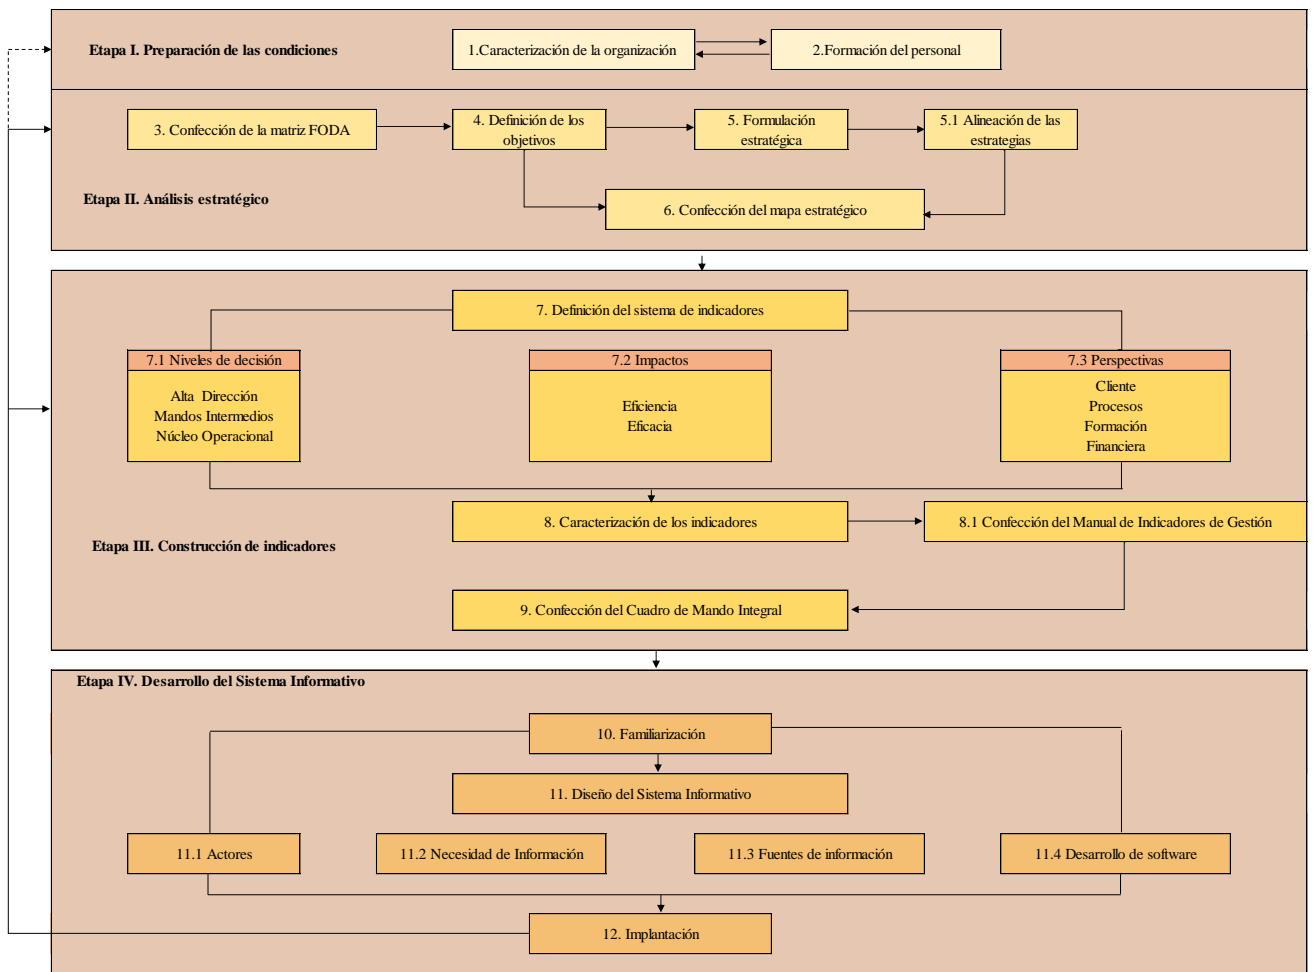 Etapa I. Preparación de las condiciones
1.Caracterización de la organización
2.Formación del personal
3. Confección de la matriz FODA
4. Definición de los
objetivos
5. Formulación
estratégica
5.1 Alineación de las
estrategias
Etapa II. Análisis estratégico
6. Confección del mapa estratégico
7. Definición del sistema de indicadores
7.1 Niveles de decisión
Alta Dirección
Mandos Intermedios
Núcleo Operacional
7.2 Impactos
Eficiencia
Eficacia
7.3 Perspectivas
Cliente
Procesos
Formación
Financiera
8. Caracterización de los indicadores
8.1 Confección del Manual de Indicadores de Gestión
Etapa III. Construcción de indicadores
9. Confección del Cuadro de Mando Integral
Etapa IV. Desarrollo del Sistema Informativo
10. Familiarización
11. Diseño del Sistema Informativo
11.1 Actores
11.2 Necesidad de Información
11.3 Fuentes de información
11.4 Desarrollo de software
12. Implantación